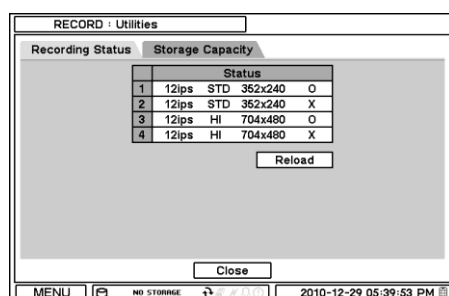 RECORD : Utilities
Recording Status Storage Capacity
Status
1 12ips STD 352x240 O
2 12ips STD 352x240 X
3 12ips HI 704x480 O
4 12ips HI 704x480 X
Reload
Close
MENU NO STORAGE 2010-12-29 05:39:53 PM